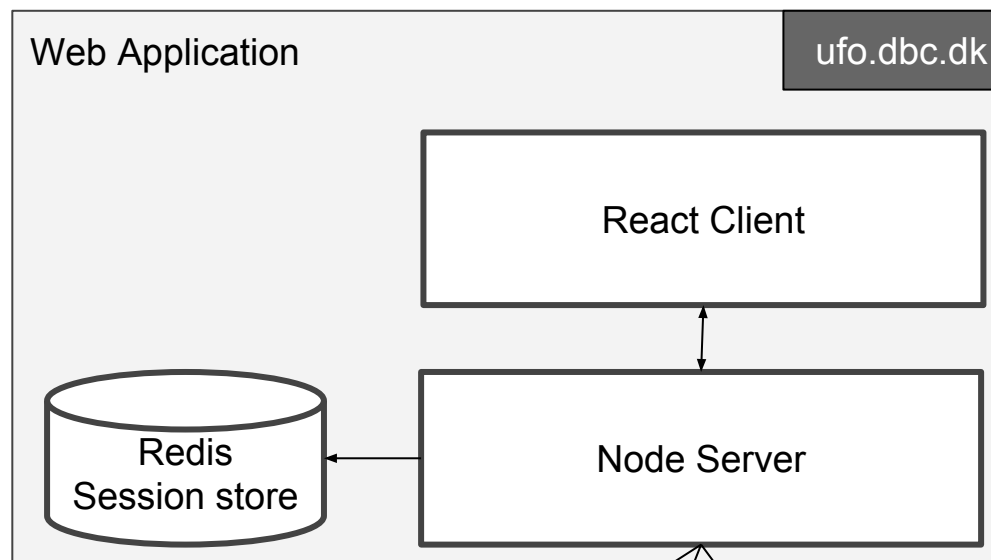 Web Application
ufo.dbc.dk
React Client
Redis
Session store
Node Server